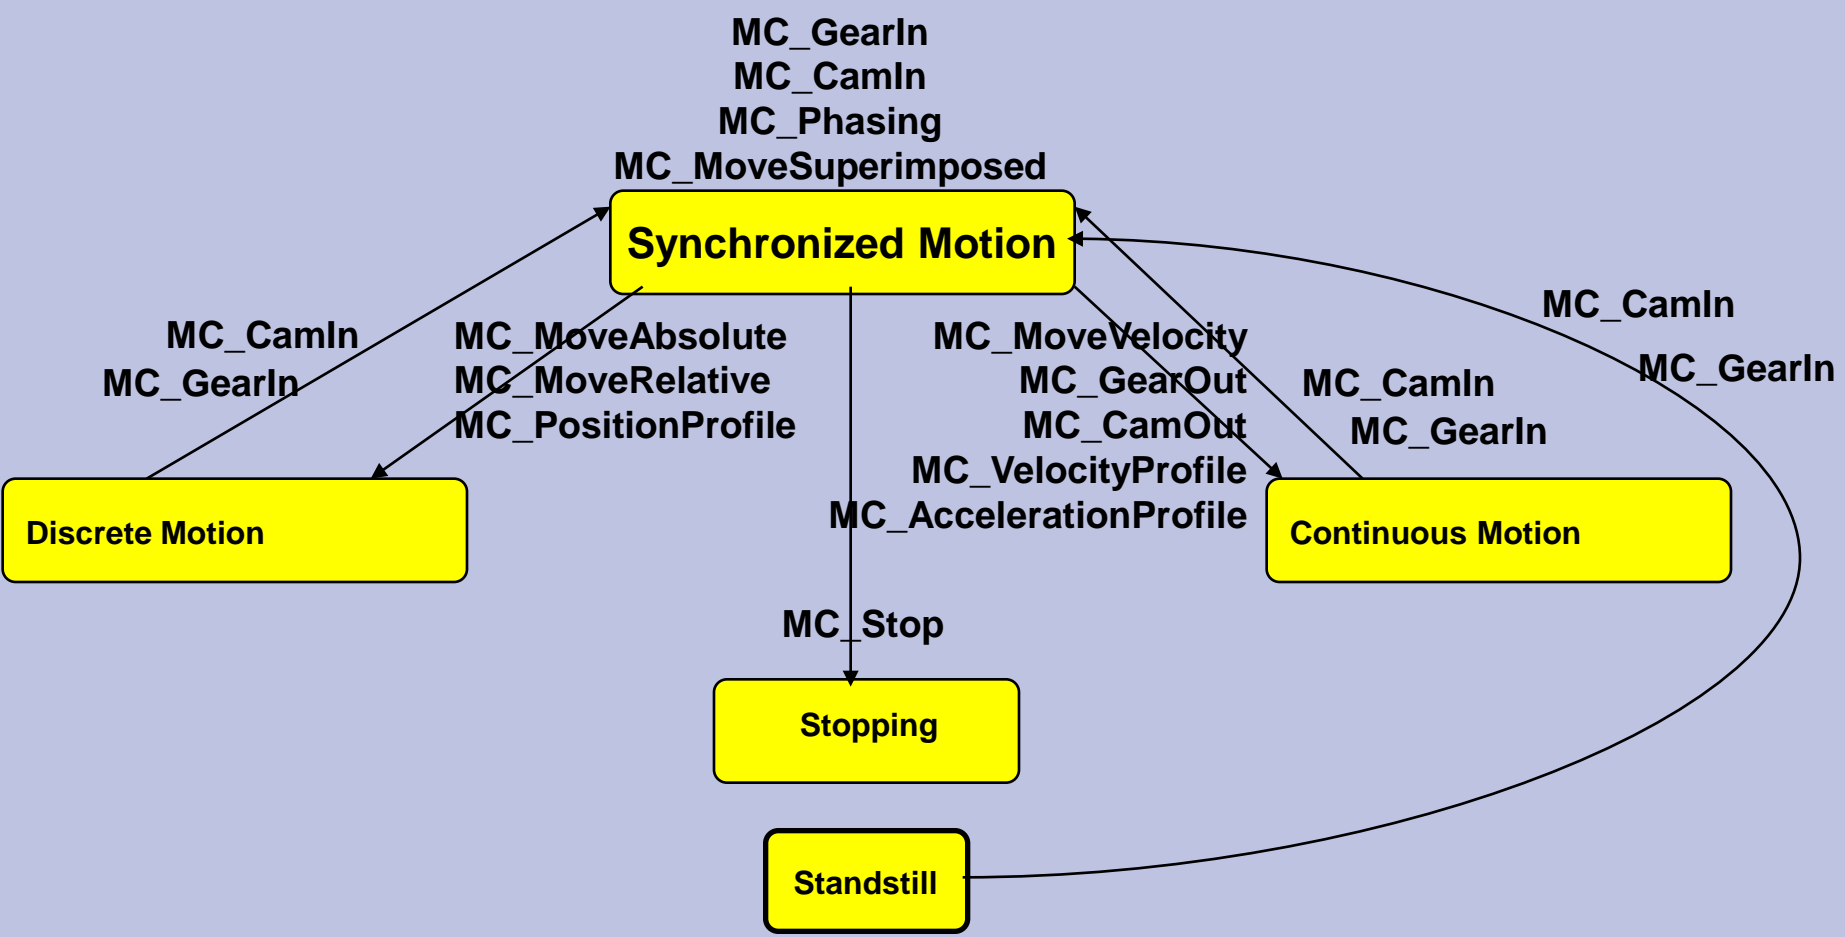 MC_GearIn
MC_CamIn
MC_Phasing
MC_MoveSuperimposed
Synchronized Motion
MC_CamIn
MC_GearIn
MC_MoveAbsolute
MC_MoveRelative
MC_PositionProfile
MC_MoveVelocity
MC_GearOut
MC_CamOut
MC_VelocityProfile
MC_AccelerationProfile
MC_CamIn
MC_GearIn
MC_CamIn
MC_GearIn
Discrete Motion
Continuous Motion
MC_Stop
Stopping
Standstill